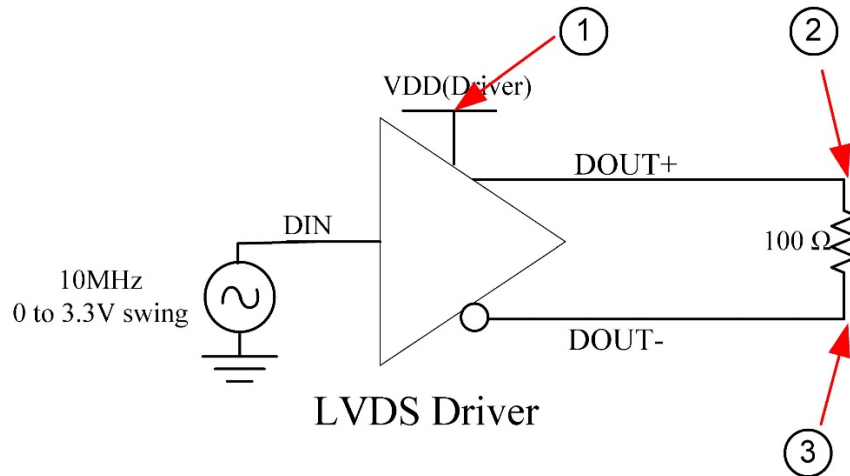 1
2
VDD(Driver)
DOUT+
DIN
100 Ω
10MHz
0 to 3.3V swing
DOUT-
LVDS Driver
3